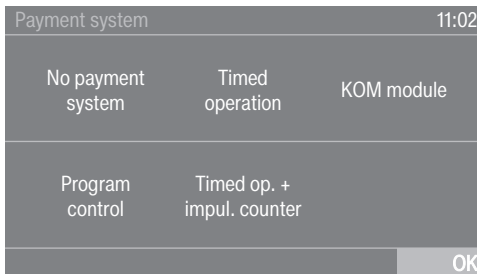 Payment system 11:02
No payment
system
Timed
operation
KOM module
Program
control
Timed op. +
impul. counter
OK